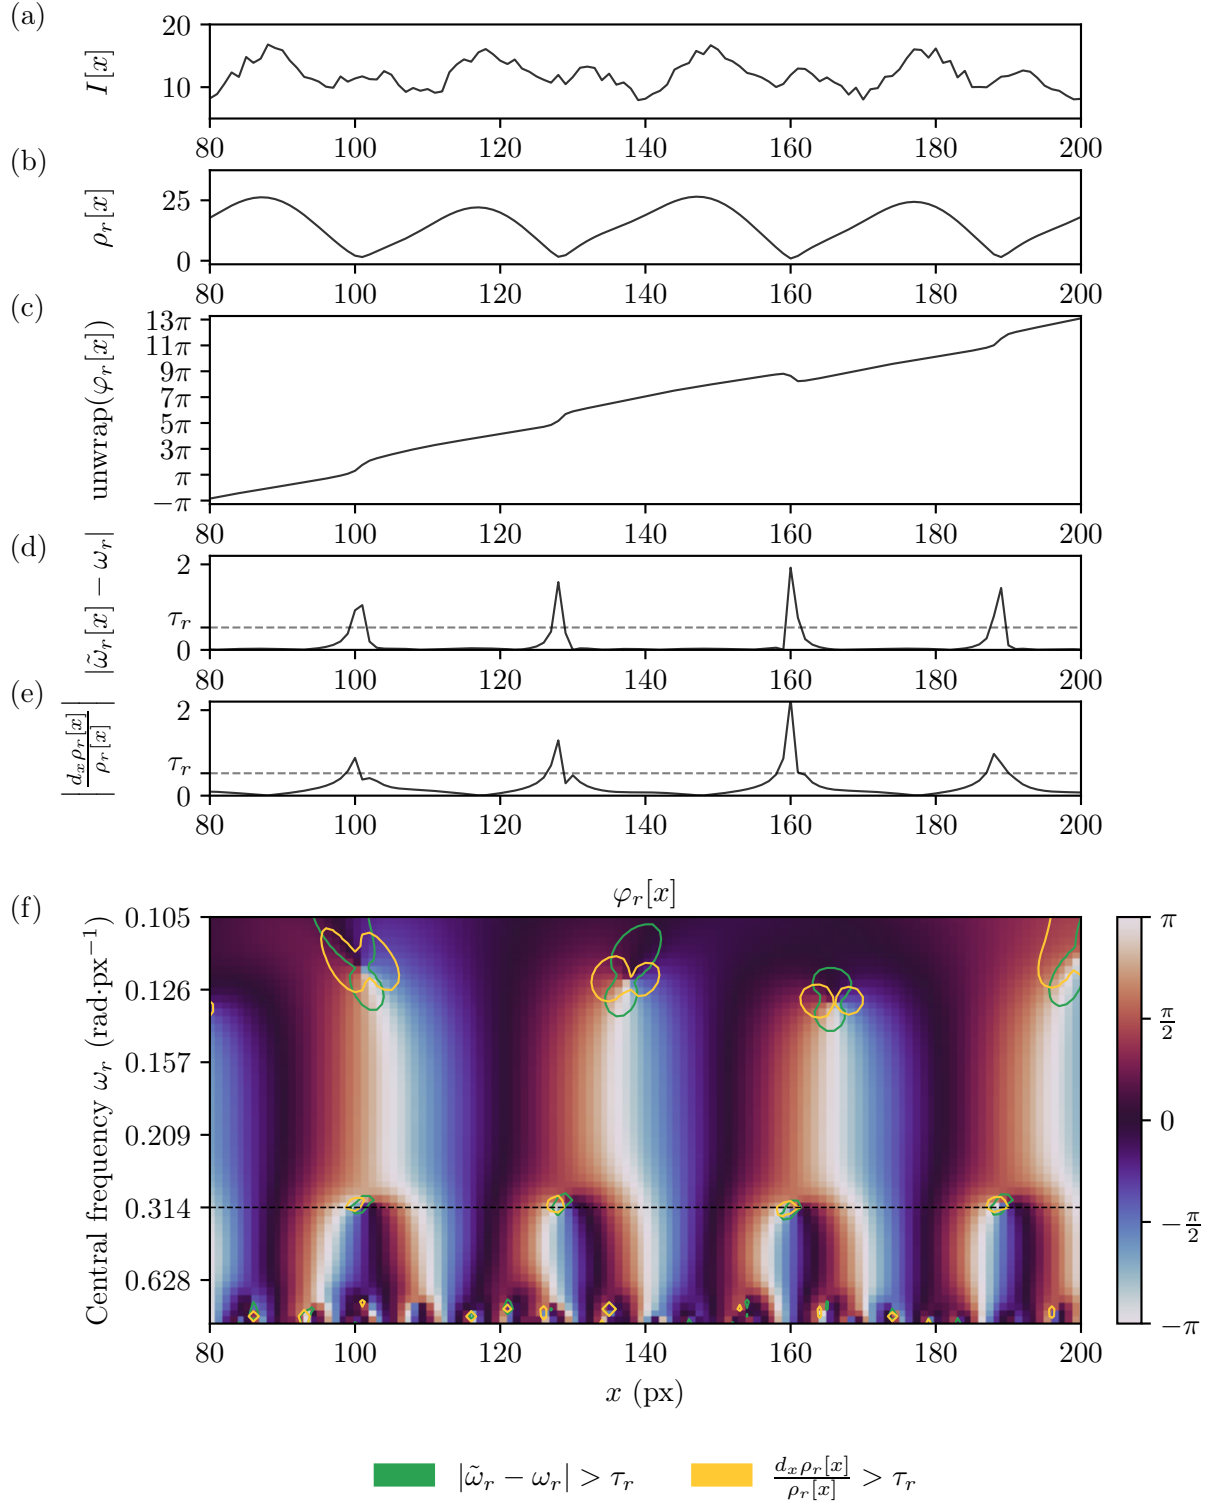 (a)
I[x]
20
10
80 100 120 140 160 180 200
(b)
ρ_r[x]
25
0
80 100 120 140 160 180 200
(c)
unwrap(φ_r[x])
13π
11π
9π
7π
5π
3π
π
−π
80 100 120 140 160 180 200
(d)
|ω̃_r[x] − ω_r|
2
τ_r
0
80 100 120 140 160 180 200
(e)
|d_x ρ_r[x] / ρ_r[x]|
2
τ_r
0
80 100 120 140 160 180 200
(f)
φ_r[x]
Central frequency ω_r (rad·px⁻¹)
0.105
0.126
0.157
0.209
0.314
0.628
80 100 120 140 160 180 200
x (px)
π
π/2
0
−π/2
−π
|ω̃_r − ω_r| > τ_r
d_x ρ_r[x] / ρ_r[x] > τ_r